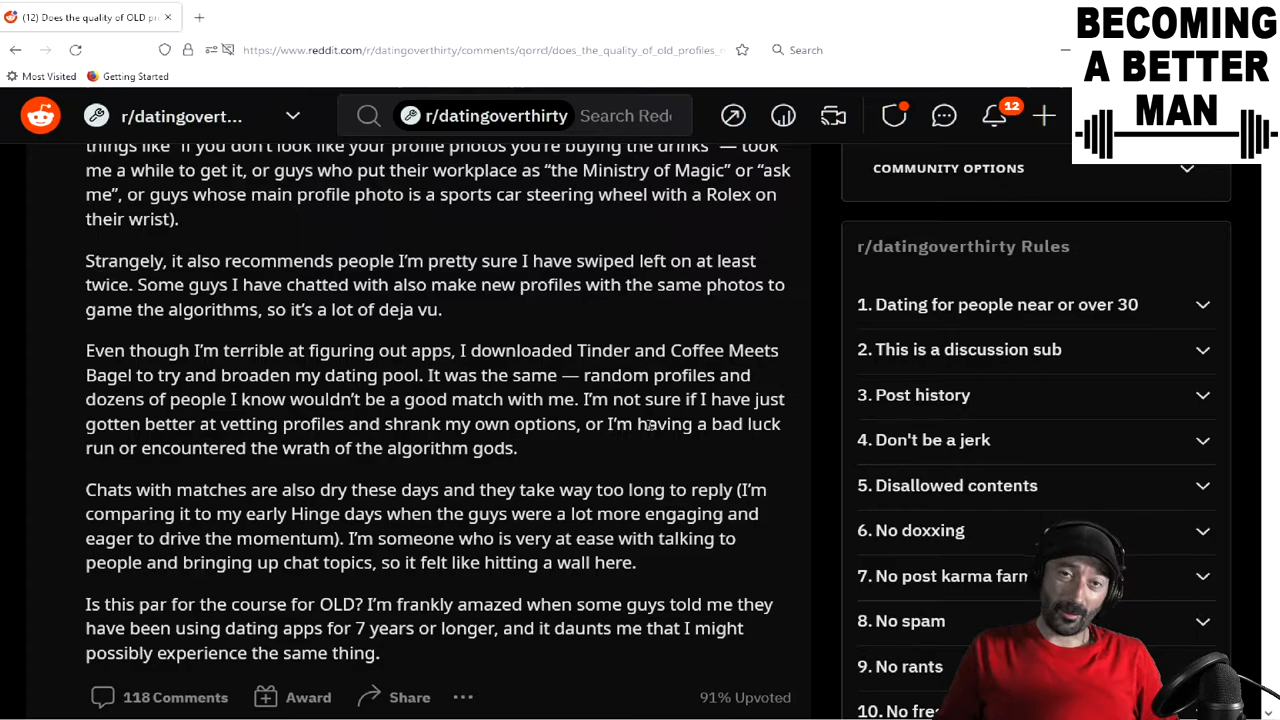 (12) Does the quality of OLD pr
https://www.reddit.com/r/datingoverthirty/comments/qorrcl/does_the_quality_of_old_profiles_
Search
Most Visited
Getting Started
BECOMING
A BETTER
MAN
r/datingovert...
r/datingoverthirty
Search Red
12
things like "if you don't look like your profile photos you're buying the drinks" — took
me a while to get it, or guys who put their workplace as “the Ministry of Magic” or “ask
me”, or guys whose main profile photo is a sports car steering wheel with a Rolex on
their wrist).
Strangely, it also recommends people I’m pretty sure I have swiped left on at least
twice. Some guys I have chatted with also make new profiles with the same photos to
game the algorithms, so it’s a lot of deja vu.
Even though I’m terrible at figuring out apps, I downloaded Tinder and Coffee Meets
Bagel to try and broaden my dating pool. It was the same — random profiles and
dozens of people I know wouldn’t be a good match with me. I’m not sure if I have just
gotten better at vetting profiles and shrank my own options, or I’m having a bad luck
run or encountered the wrath of the algorithm gods.
Chats with matches are also dry these days and they take way too long to reply (I’m
comparing it to my early Hinge days when the guys were a lot more engaging and
eager to drive the momentum). I’m someone who is very at ease with talking to
people and bringing up chat topics, so it felt like hitting a wall here.
Is this par for the course for OLD? I’m frankly amazed when some guys told me they
have been using dating apps for 7 years or longer, and it daunts me that I might
possibly experience the same thing.
118 Comments
Award
Share
91% Upvoted
COMMUNITY OPTIONS
r/datingoverthirty Rules
1. Dating for people near or over 30
2. This is a discussion sub
3. Post history
4. Don't be a jerk
5. Disallowed contents
6. No doxxing
7. No post karma farm
8. No spam
9. No rants
10. No fre